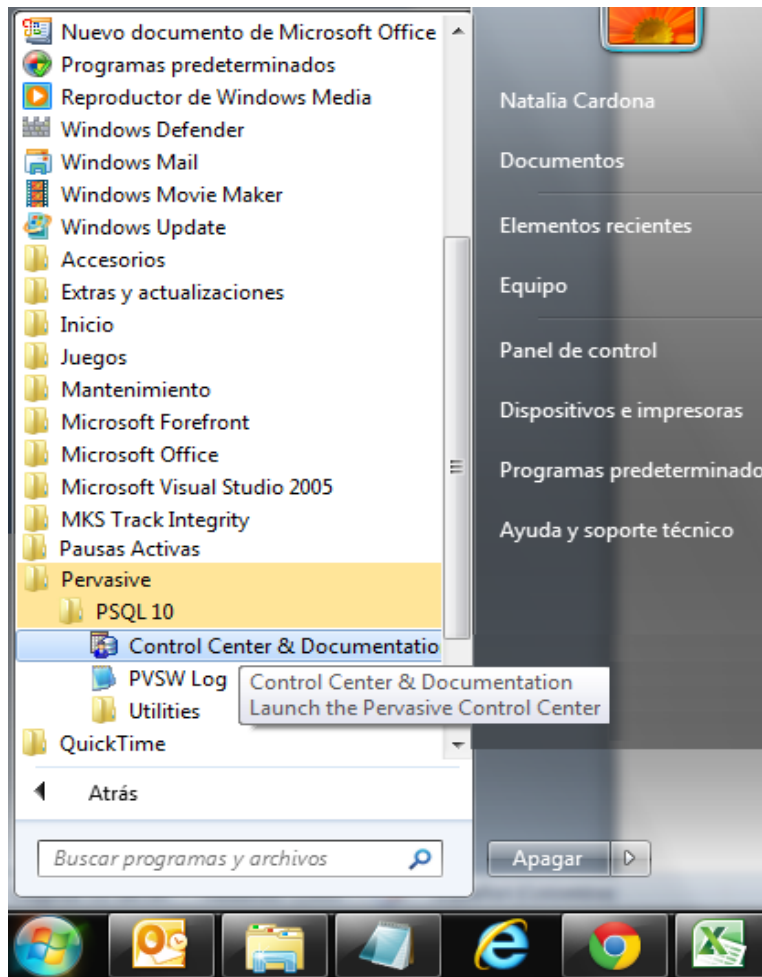 Nuevo documento de Microsoft Office
Programas predeterminados
Reproductor de Windows Media
Windows Defender
Windows Mail
Windows Movie Maker
Windows Update
Accesorios
Extras y actualizaciones
Inicio
Juegos
Mantenimiento
Microsoft Forefront
Microsoft Office
Microsoft Visual Studio 2005
MKS Track Integrity
Pausas Activas
Pervasive
PSQL 10
Control Center & Documentatio
PVSW Log
Control Center & Documentation
Launch the Pervasive Control Center
Utilities
QuickTime
Atrás
Buscar programas y archivos
Natalia Cardona
Documentos
Elementos recientes
Equipo
Panel de control
Dispositivos e impresoras
Programas predeterminado
Ayuda y soporte técnico
Apagar